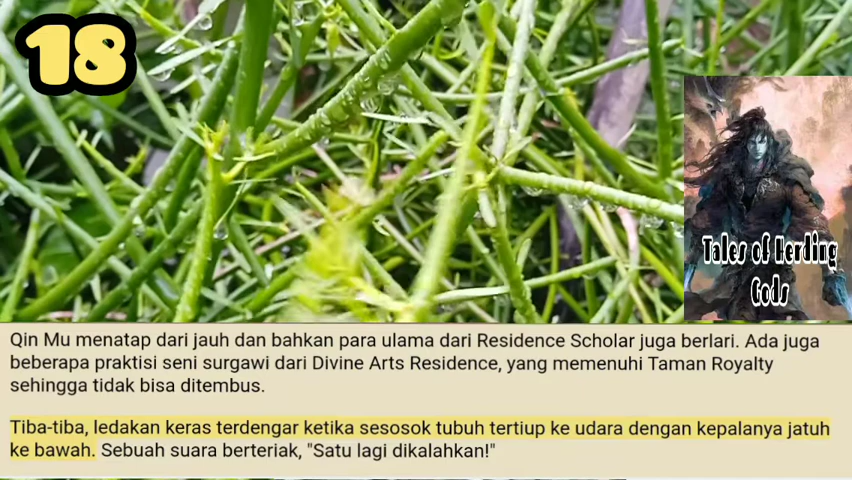 18
Tales of Herding
Gods
Qin Mu menatap dari jauh dan bahkan para ulama dari Residence Scholar juga berlari. Ada juga
beberapa praktisi seni surgawi dari Divine Arts Residence, yang memenuhi Taman Royalty
sehingga tidak bisa ditembus.
Tiba-tiba, ledakan keras terdengar ketika sesosok tubuh tertiup ke udara dengan kepalanya jatuh
ke bawah. Sebuah suara berteriak, "Satu lagi dikalahkan!"